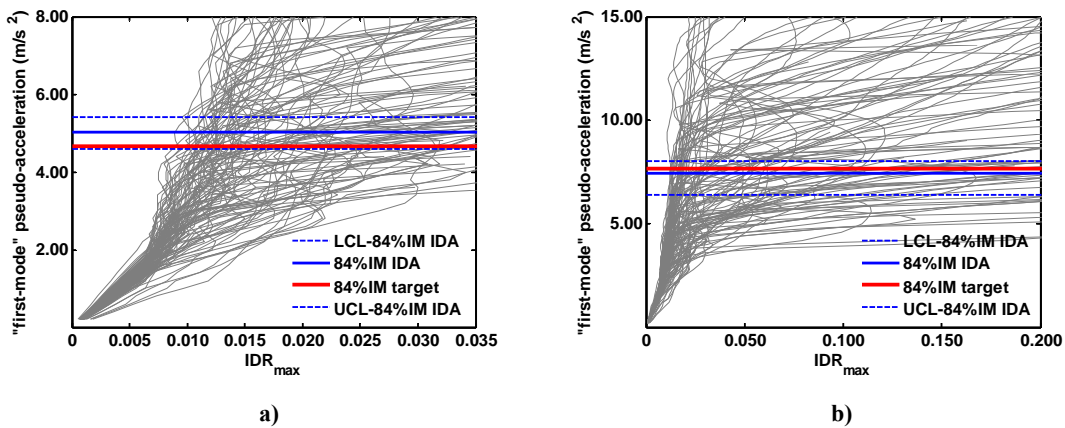 8.00
6.00
4.00
2.00
"first-mode" pseudo-acceleration (m/s 2)
LCL-84%IM IDA
84%IM IDA
84%IM target
UCL-84%IM IDA
0 0.005 0.010 0.015 0.020 0.025 0.030 0.035
IDRmax
a)
15.00
10.00
5.00
"first-mode" pseudo-acceleration (m/s 2)
LCL-84%IM IDA
84%IM IDA
84%IM target
UCL-84%IM IDA
0 0.050 0.100 0.150 0.200
IDRmax
b)